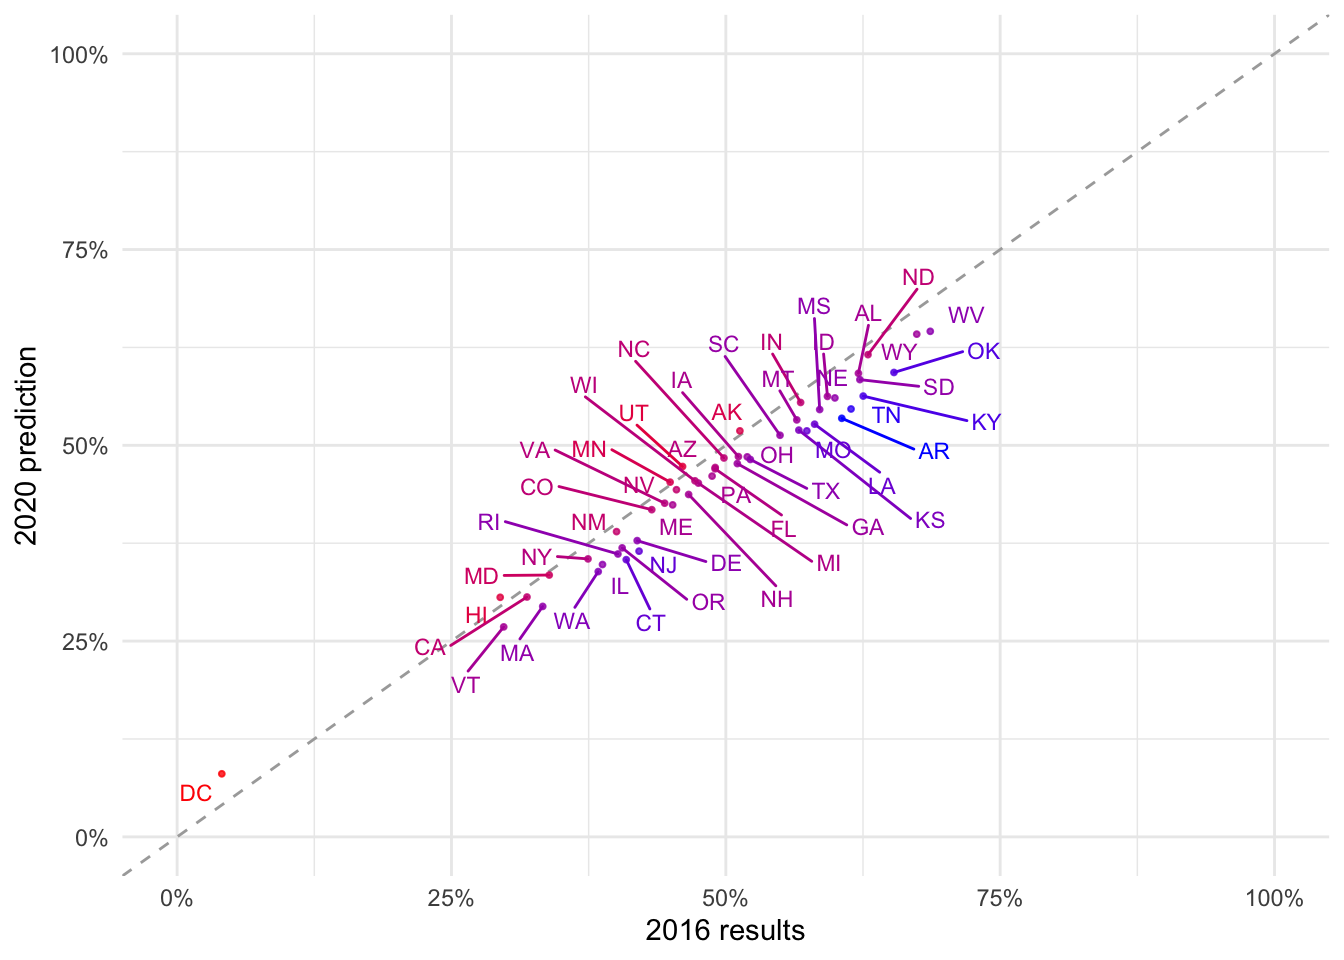 100%
75%
50%
25%
0%
2020 prediction
ND
MS
AL
WV
NC
SC
IN
ID
WY
OK
WI
IA
MT
NE
SD
UT
AK
TN
KY
VA
MN
AZ
OH
MO
AR
CO
NV
PA
TX
LA
RI
NM
ME
FL
GA
KS
NY
NJ
DE
MI
MD
IL
OR
NH
HI
WA
CT
CA
MA
VT
DC
0%
25%
50%
75%
100%
2016 results